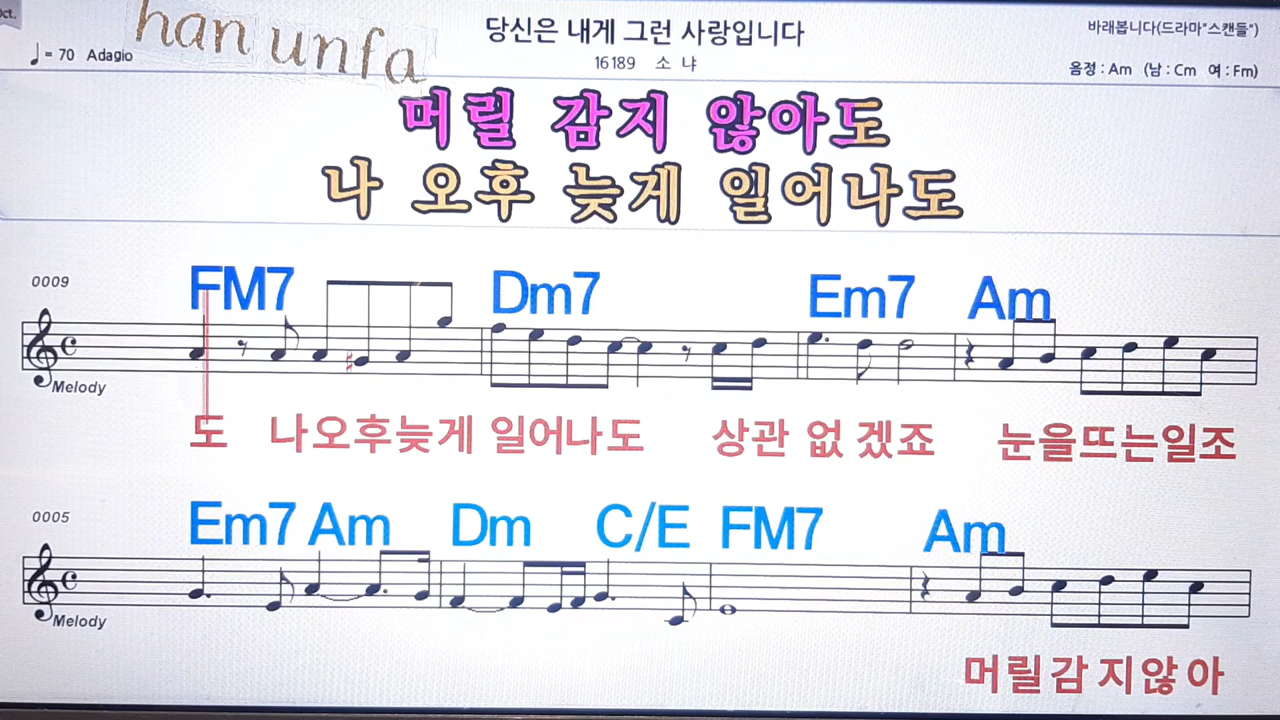 oct.
han unfa
당신은 내게 그런 사랑입니다
바래봅니다(드라마"스캔들")
♩= 70 Adagio
16189 소 냐
음정 : Am (남 : Cm 여 : Fm)
머릴 감지 않아도
나 오후 늦게 일어나도
0009
FM7 Dm7 Em7 Am
Melody
도 나오후늦게 일어나도 상관 없 겠죠 눈을뜨는일조
0005
Em7 Am Dm C/E FM7 Am
Melody
머릴감 지않아